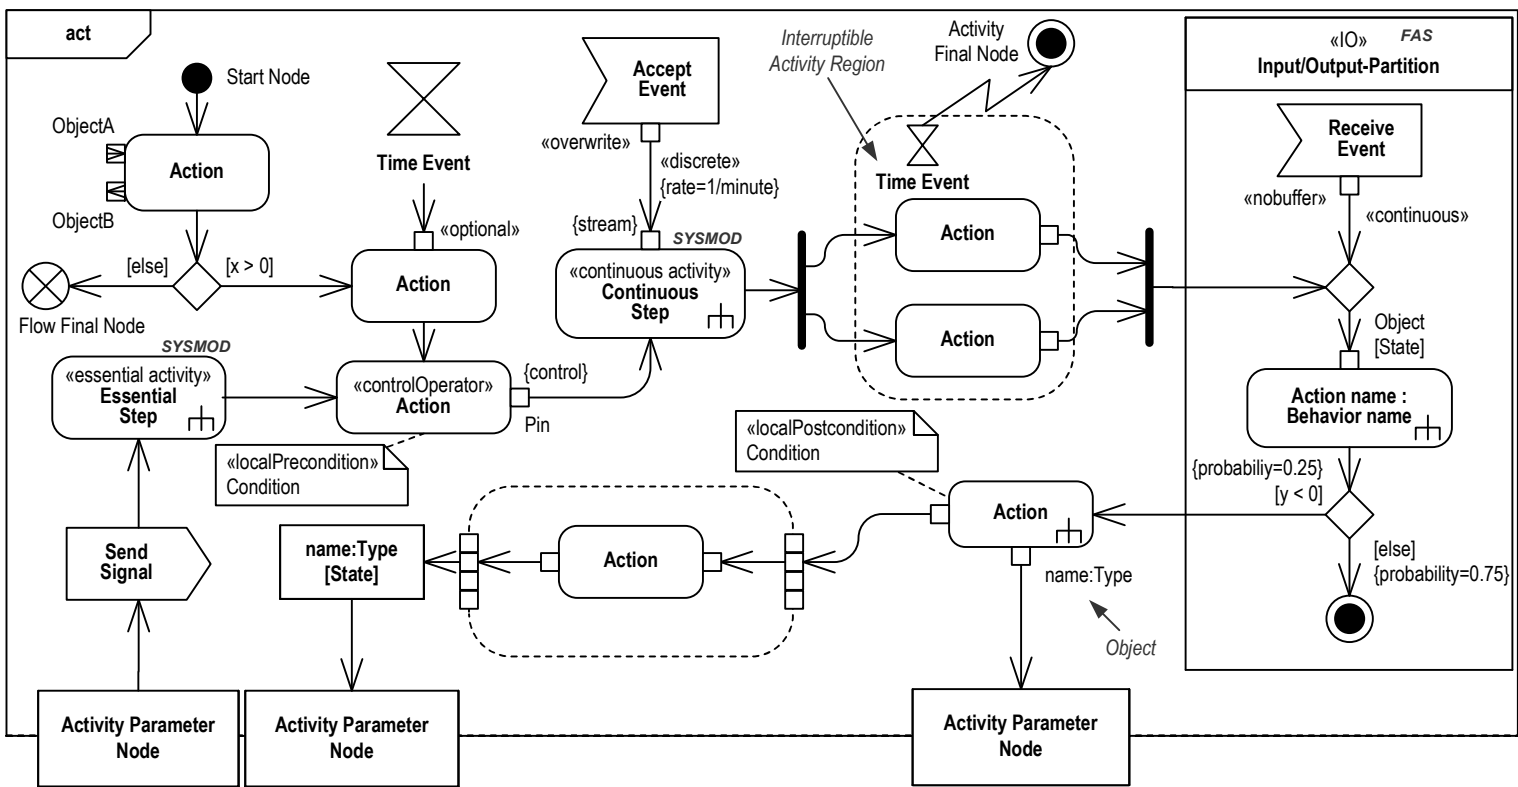 act
Start Node
ObjectA
Action
ObjectB
[else]
[x > 0]
Flow Final Node
Time Event
«optional»
Action
SYSMOD
«essential activity»
Essential
Step
«controlOperator»
Action
{control}
Pin
«localPrecondition»
Condition
Send
Signal
Activity Parameter
Node
Accept
Event
«overwrite»
«discrete»
{rate=1/minute}
{stream}
SYSMOD
«continuous activity»
Continuous
Step
Interruptible
Activity Region
Activity
Final Node
Time Event
Action
Action
«IO»
FAS
Input/Output-Partition
Receive
Event
«nobuffer»
«continuous»
Object
[State]
Action name :
Behavior name
{probabiliy=0.25}
[y < 0]
[else]
{probability=0.75}
«localPostcondition»
Condition
Action
name:Type
Object
Action
name:Type
[State]
Activity Parameter
Node
Activity Parameter
Node